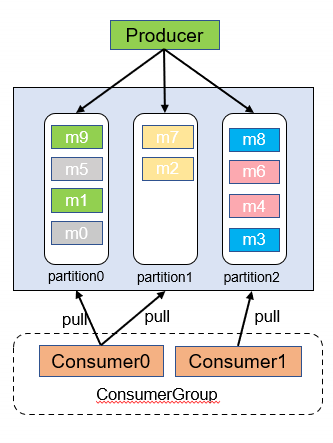 Producer
m9 m7 m8
m5 m2 m6
m1 m4
m0 m3
partition0 partition1 partition2
pull pull pull
Consumer0 Consumer1
ConsumerGroup